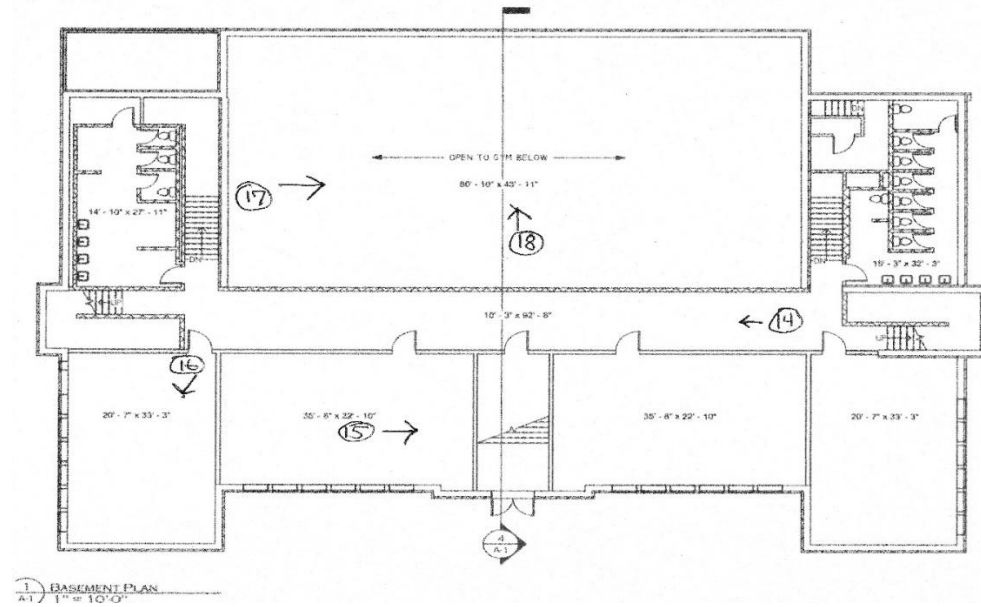 DN
OPEN TO GYM BELOW
80' - 10" x 43' - 11"
17
18
14' - 10" x 27' - 11"
DN
DN
16' - 3" x 32' - 3"
UP
10' - 3" x 92' - 8"
14
UP
16
20' - 7" x 33' - 3"
35' - 8" x 22' - 10"
15
35' - 8" x 22' - 10"
20' - 7" x 33' - 3"
4
A-1
1
A-1
BASEMENT PLAN
1" = 10'-0"